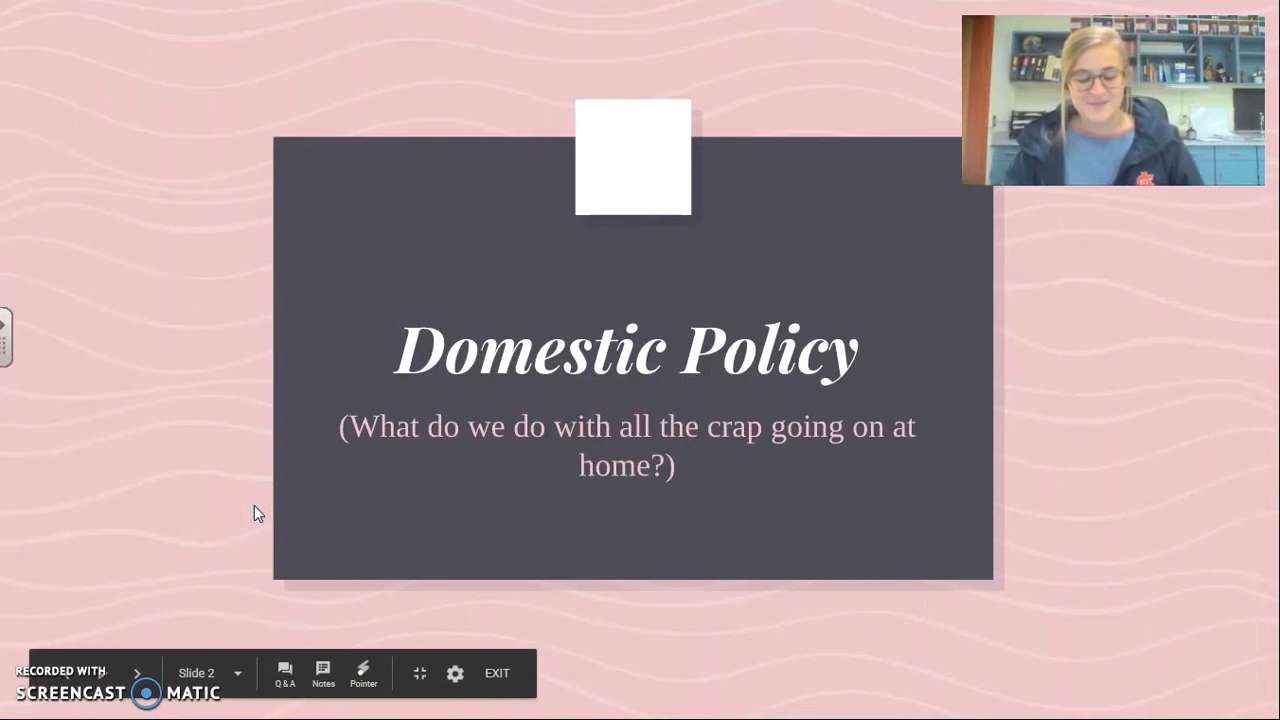 Domestic Policy
(What do we do with all the crap going on at
home?)
Slide 2
Q & A
Notes
Pointer
EXIT
RECORDED WITH
SCREENCAST MATIC